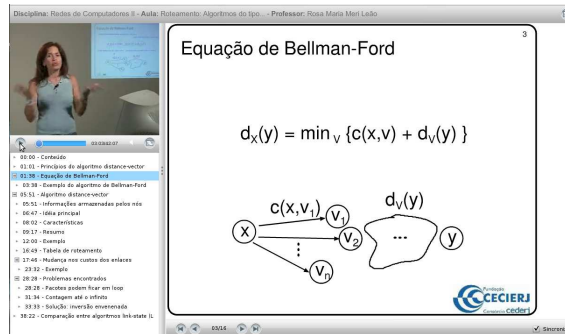 Disciplina: Redes de Computadores II - Aula: Roteamento: Algoritmos do tipo... - Professor: Rosa Maria Meri Leão
00:00 - Conteúdo
01:01 - Princípios do algoritmo distance-vector
01:38 - Equação de Bellman-Ford
03:38 - Exemplo do algoritmo de Bellman-Ford
05:51 - Algoritmo distance-vector
05:51 - Informações armazenadas pelos nós
06:47 - Idéia principal
08:02 - Características
09:17 - Resumo
12:00 - Exemplo
16:49 - Tabela de roteamento
17:46 - Mudança nos custos dos enlaces
23:32 - Exemplo
28:28 - Problemas encontrados
28:28 - Pacotes podem ficar em loop
31:34 - Contagem até o infinito
33:33 - Solução: inversão envenenada
38:22 - Comparação entre algoritmos link-state (L
3
Equação de Bellman-Ford
dx(y) = min v {c(x,v) + dv(y) }
c(x,v1)
dv(y)
x
v1
v2
vn
...
y
Fundação
CECIERJ
Consórcio cederj
03/16
Sincroni